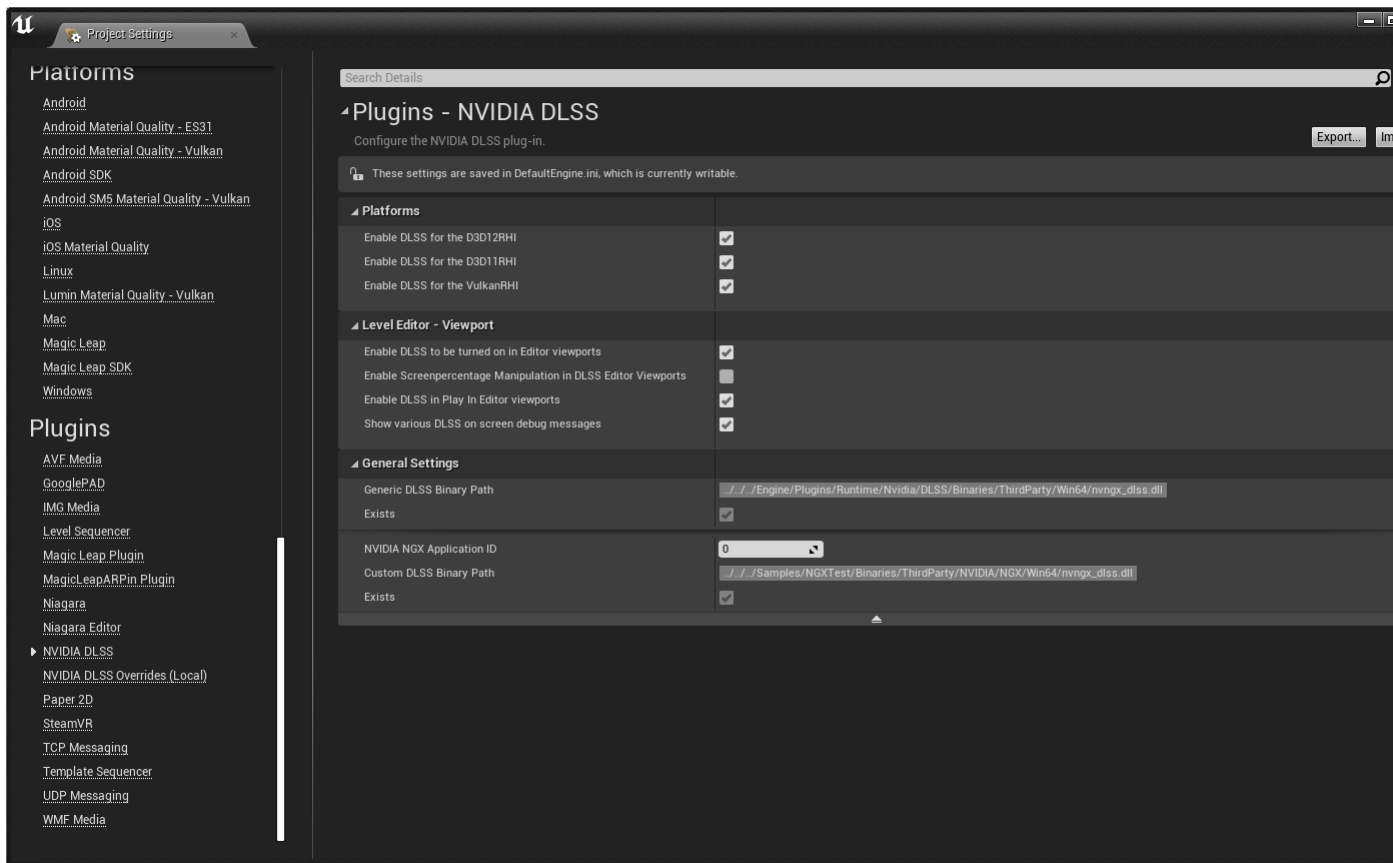 Project Settings
Platforms
Android
Android Material Quality - ES31
Android Material Quality - Vulkan
Android SDK
Android SM5 Material Quality - Vulkan
iOS
iOS Material Quality
Linux
Lumin Material Quality - Vulkan
Mac
Magic Leap
Magic Leap SDK
Windows
Plugins
AVF Media
GooglePAD
IMG Media
Level Sequencer
Magic Leap Plugin
MagicLeapARPin Plugin
Niagara
Niagara Editor
NVIDIA DLSS
NVIDIA DLSS Overrides (Local)
Paper 2D
SteamVR
TCP Messaging
Template Sequencer
UDP Messaging
WMF Media
Search Details
Plugins - NVIDIA DLSS
Configure the NVIDIA DLSS plug-in.
Export... Im
These settings are saved in DefaultEngine.ini, which is currently writable.
Platforms
Enable DLSS for the D3D12RHI
Enable DLSS for the D3D11RHI
Enable DLSS for the VulkanRHI
Level Editor - Viewport
Enable DLSS to be turned on in Editor viewports
Enable Screenpercentage Manipulation in DLSS Editor Viewports
Enable DLSS in Play In Editor viewports
Show various DLSS on screen debug messages
General Settings
Generic DLSS Binary Path ../../../Engine/Plugins/Runtime/Nvidia/DLSS/Binaries/ThirdParty/Win64/nvngx_dlss.dll
Exists
NVIDIA NGX Application ID 0
Custom DLSS Binary Path ../../../Samples/NGXTest/Binaries/ThirdParty/NVIDIA/NGX/Win64/nvngx_dlss.dll
Exists